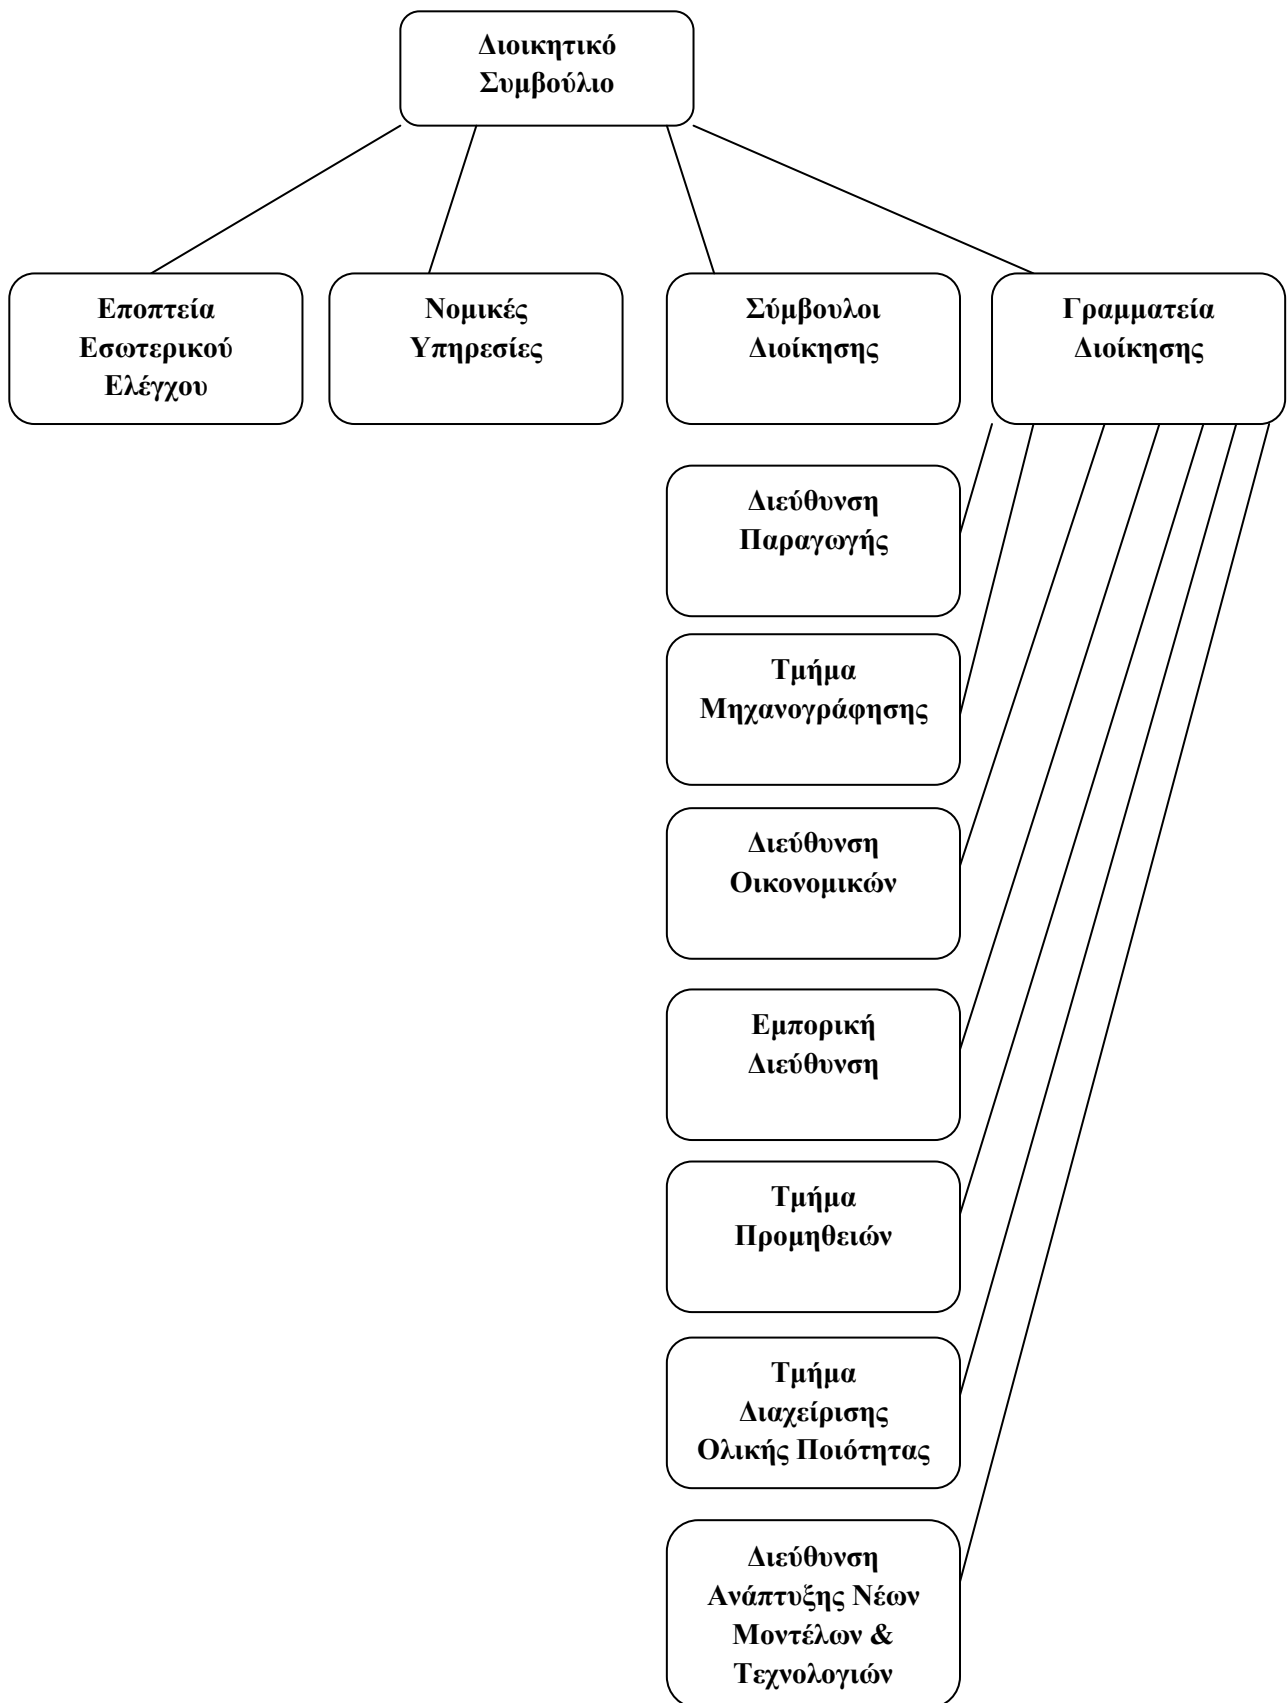 Διοικητικό
Συμβούλιο
Εποπτεία
Εσωτερικού
Ελέγχου
Νομικές
Υπηρεσίες
Σύμβουλοι
Διοίκησης
Γραμματεία
Διοίκησης
Διεύθυνση
Παραγωγής
Τμήμα
Μηχανογράφησης
Διεύθυνση
Οικονομικών
Εμπορική
Διεύθυνση
Τμήμα
Προμηθειών
Τμήμα
Διαχείρισης
Ολικής Ποιότητας
Διεύθυνση
Ανάπτυξης Νέων
Μοντέλων &
Τεχνολογιών